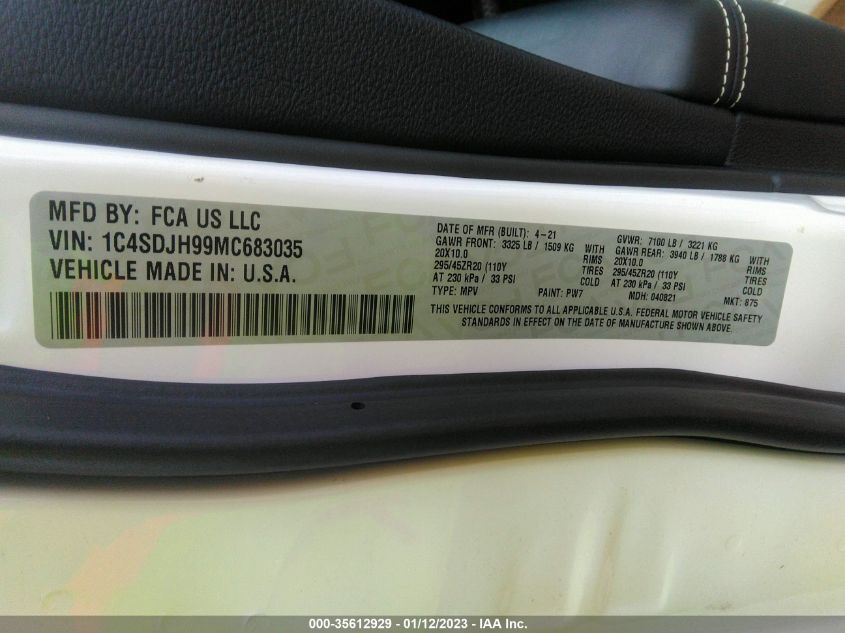 MFD BY: FCA US LLC
VIN: 1C4SDJH99MC683035
VEHICLE MADE IN: U.S.A.
DATE OF MFR (BUILT): 4-21 GVWR: 7100 LB / 3221 KG
GAWR FRONT: 3325 LB / 1509 KG WITH GAWR REAR: 3940 LB / 1788 KG WITH
20X10.0 RIMS 20X10.0 RIMS
295/45ZR20 (110Y TIRES 295/45ZR20 (110Y TIRES
AT 230 kPa / 33 PSI COLD AT 230 kPa / 33 PSI COLD
TYPE: MPV PAINT: PW7 MDH: 040821 MKT: 875
THIS VEHICLE CONFORMS TO ALL APPLICABLE U.S.A. FEDERAL MOTOR VEHICLE SAFETY
STANDARDS IN EFFECT ON THE DATE OF MANUFACTURE SHOWN ABOVE.
000-35612929 - 01/12/2023 - IAA Inc.